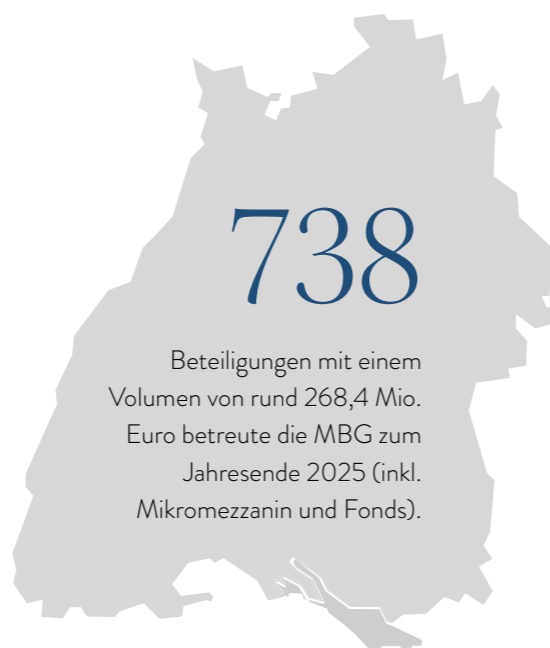 738
Beteiligungen mit einem
Volumen von rund 268,4 Mio.
Euro betreute die MBG zum
Jahresende 2025 (inkl.
Mikromezzanin und Fonds).